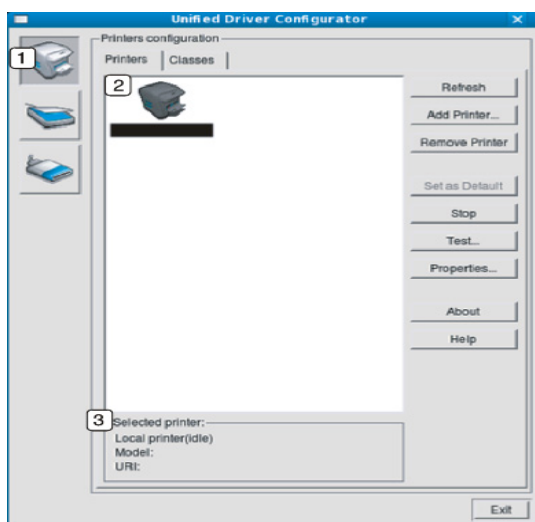 Unified Driver Configurator
Printers configuration
1
Printers
Classes
2
Refresh
Add Printer...
Remove Printer
Set as Default
Stop
Test...
Properties...
About
Help
3
Selected printer:
Local printer(idle)
Model:
URI:
Exit